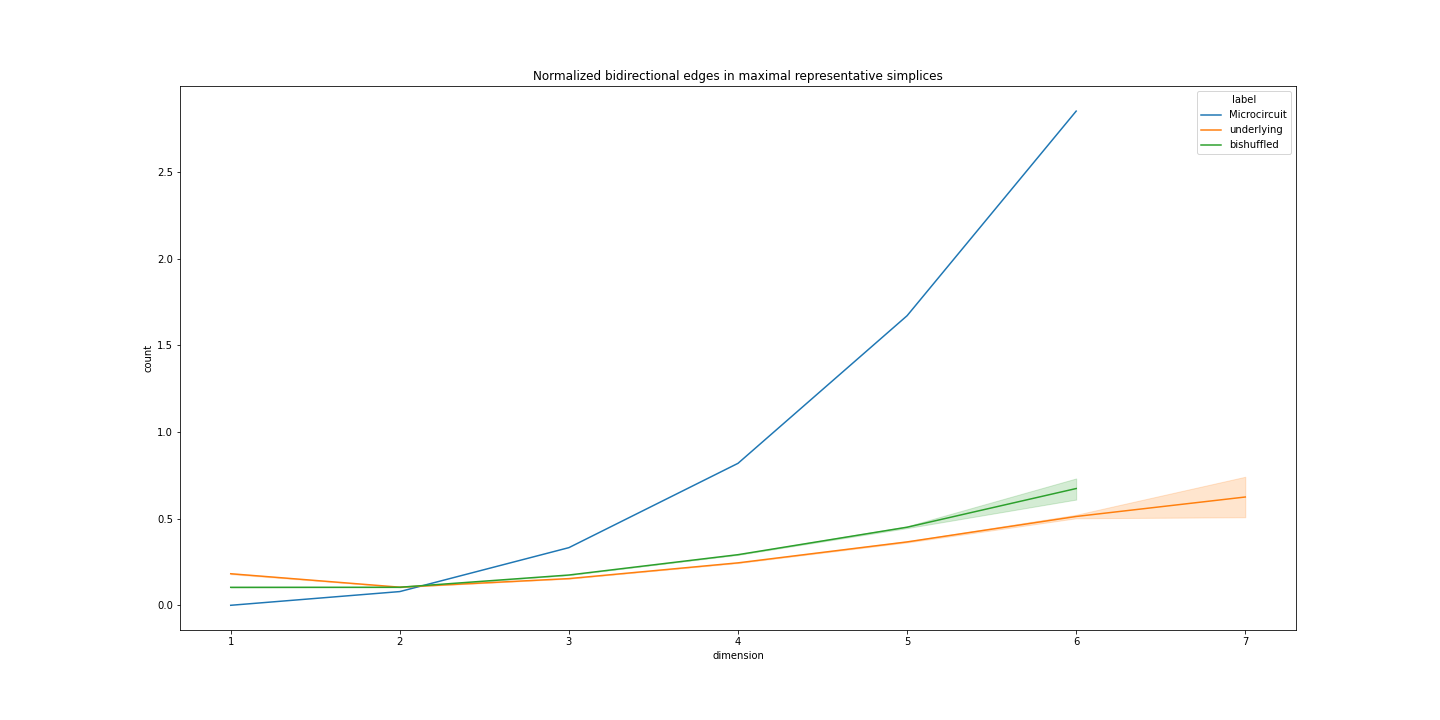 Normalized bidirectional edges in maximal representative simplices
label
Microcircuit
underlying
bishuffled
2.5
2.0
1.5
1.0
0.5
0.0
count
1 2 3 4 5 6 7
dimension